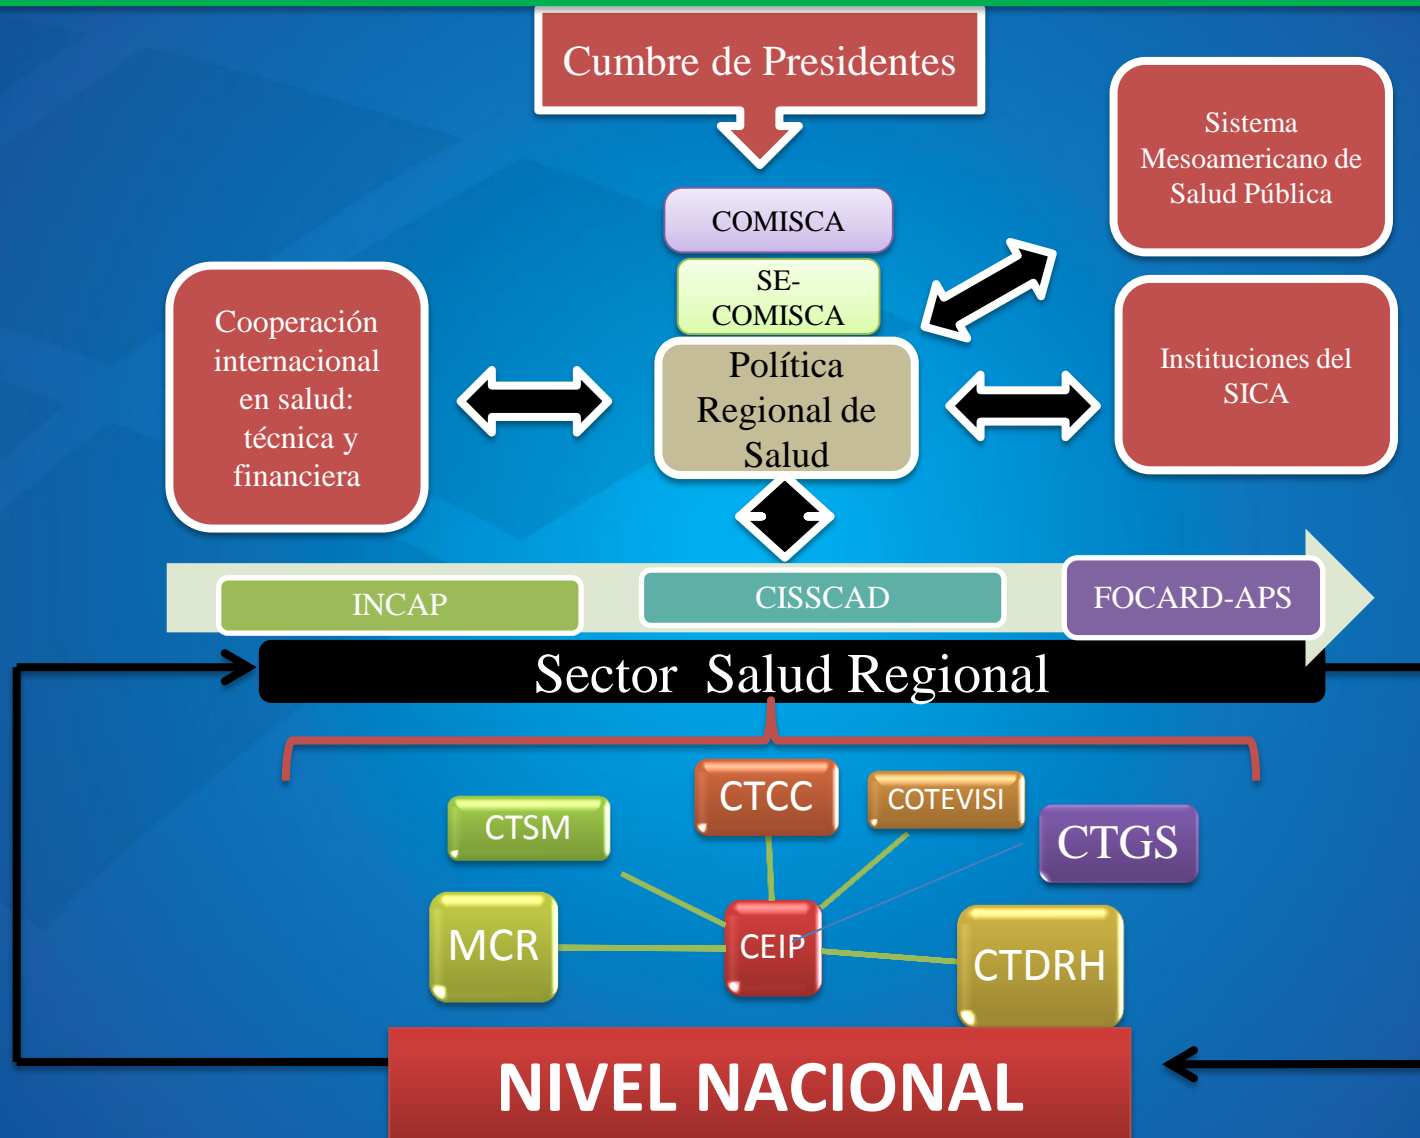 Cumbre de Presidentes
Sistema
Mesoamericano de
Salud Pública
COMISCA
SE-
COMISCA
Cooperación
internacional
en salud:
técnica y
financiera
Política
Regional de
Salud
Instituciones del
SICA
INCAP
CISSCAD
FOCARD-APS
Sector Salud Regional
CTCC
COTEVISI
CTSM
CTGS
MCR
CEIP
CTDRH
NIVEL NACIONAL